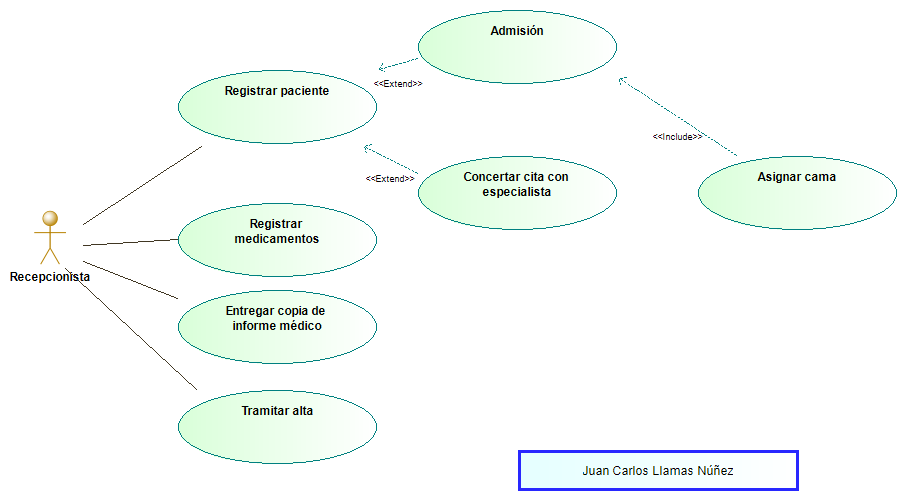 Admisión
<<Extend>>
Registrar paciente
<<Include>>
<<Extend>>
Concertar cita con
especialista
Asignar cama
Registrar
medicamentos
Recepcionista
Entregar copia de
informe médico
Tramitar alta
Juan Carlos Llamas Núñez